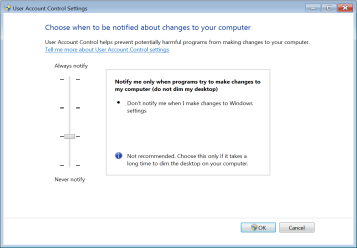 User Account Control Settings
Choose when to be notified about changes to your computer
User Account Control helps prevent potentially harmful programs from making changes to your computer.
Tell me more about User Account Control settings
Always notify
Notify me only when programs try to make changes to
my computer (do not dim my desktop)
• Don't notify me when I make changes to Windows
settings
Not recommended. Choose this only if it takes a
long time to dim the desktop on your computer.
Never notify
OK
Cancel